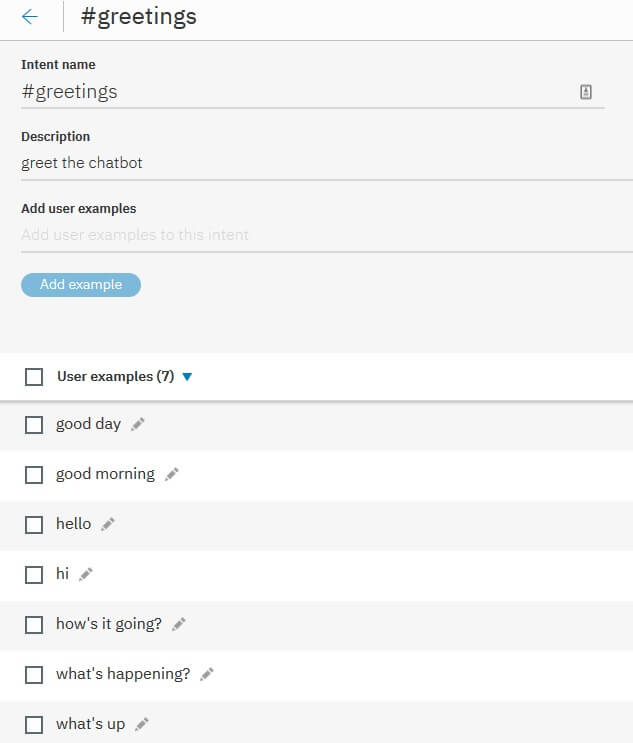 #greetings
Intent name
#greetings
Description
greet the chatbot
Add user examples
Add user examples to this intent
Add example
User examples (7)
good day
good morning
hello
hi
how's it going?
what's happening?
what's up